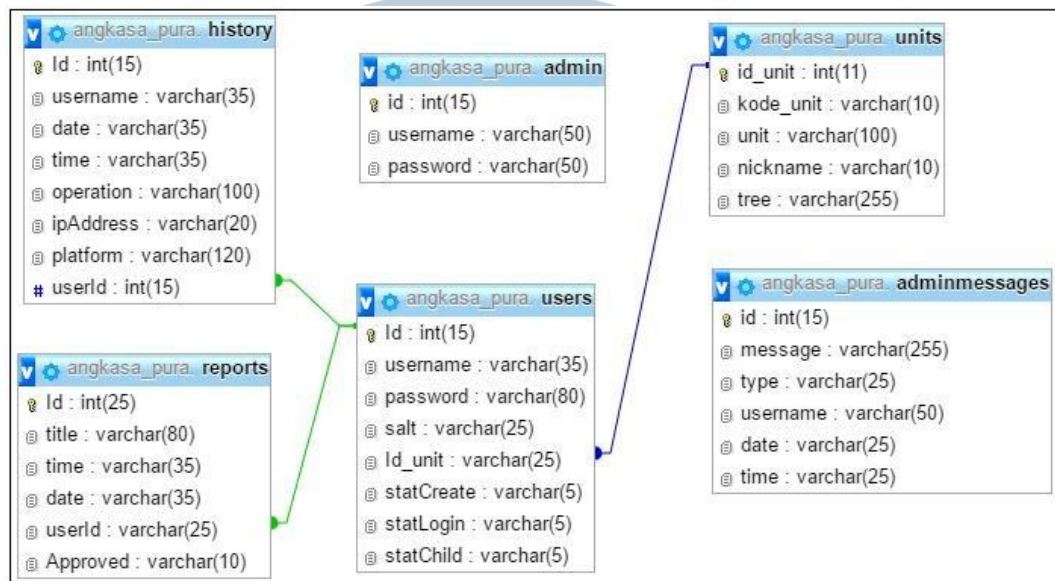 angkasa_pura. history
Id : int(15)
username : varchar(35)
date : varchar(35)
time : varchar(35)
operation : varchar(100)
ipAddress : varchar(20)
platform : varchar(120)
# userId : int(15)
angkasa_pura. reports
Id : int(25)
title : varchar(80)
time : varchar(35)
date : varchar(35)
userId : varchar(25)
Approved : varchar(10)
angkasa_pura. admin
id : int(15)
username : varchar(50)
password : varchar(50)
angkasa_pura. users
Id : int(15)
username : varchar(35)
password : varchar(80)
salt : varchar(25)
Id_unit : varchar(25)
statCreate : varchar(5)
statLogin : varchar(5)
statChild : varchar(5)
angkasa_pura. units
id_unit : int(11)
kode_unit : varchar(10)
unit : varchar(100)
nickname : varchar(10)
tree : varchar(255)
angkasa_pura. adminmessages
id : int(15)
message : varchar(255)
type : varchar(25)
username : varchar(50)
date : varchar(25)
time : varchar(25)